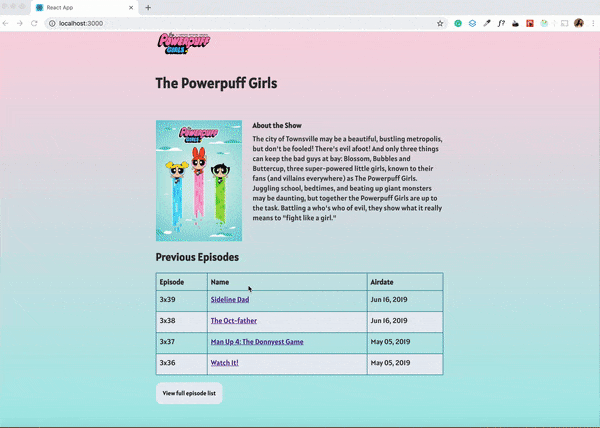 React App
localhost:3000
Powerpuff
GIRLS
The Powerpuff Girls
Powerpuff
GIRLS
About the Show
The city of Townsville may be a beautiful, bustling metropolis,
but don't be fooled! There's evil afoot! And only three things
can keep the bad guys at bay: Blossom, Bubbles and
Buttercup, three super-powered little girls, known to their
fans (and villains everywhere) as The Powerpuff Girls.
Juggling school, bedtimes, and beating up giant monsters
may be daunting, but together the Powerpuff Girls are up to
the task. Battling a who's who of evil, they show what it really
means to "fight like a girl."
Previous Episodes
Episode Name Airdate
3x39 Sideline Dad Jun 16, 2019
3x38 The Oct-father Jun 16, 2019
3x37 Man Up 4: The Donnyest Game May 05, 2019
3x36 Watch It! May 05, 2019
View full episode list